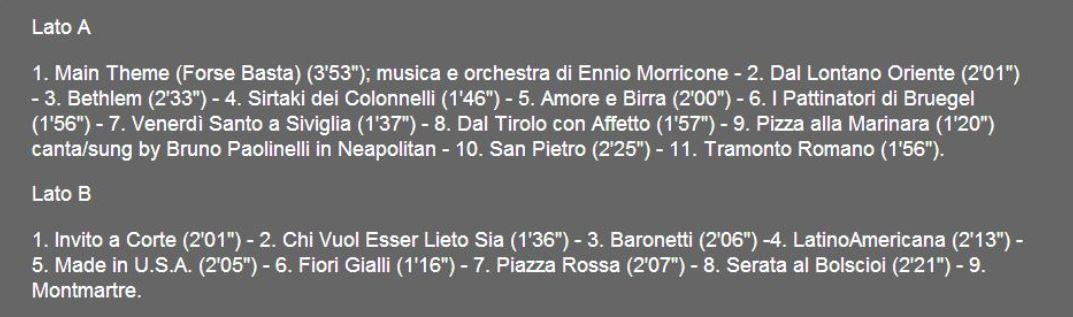 Lato A
1. Main Theme (Forse Basta) (3'53"); musica e orchestra di Ennio Morricone - 2. Dal Lontano Oriente (2'01")
- 3. Bethlem (2'33") - 4. Sirtaki dei Colonnelli (1'46") - 5. Amore e Birra (2'00") - 6. I Pattinatori di Bruegel
(1'56") - 7. Venerdì Santo a Siviglia (1'37") - 8. Dal Tirolo con Affetto (1'57") - 9. Pizza alla Marinara (1'20")
canta/sung by Bruno Paolinelli in Neapolitan - 10. San Pietro (2'25") - 11. Tramonto Romano (1'56").
Lato B
1. Invito a Corte (2'01") - 2. Chi Vuol Esser Lieto Sia (1'36") - 3. Baronetti (2'06") -4. LatinoAmericana (2'13") -
5. Made in U.S.A. (2'05") - 6. Fiori Gialli (1'16") - 7. Piazza Rossa (2'07") - 8. Serata al Bolscioi (2'21") - 9.
Montmartre.